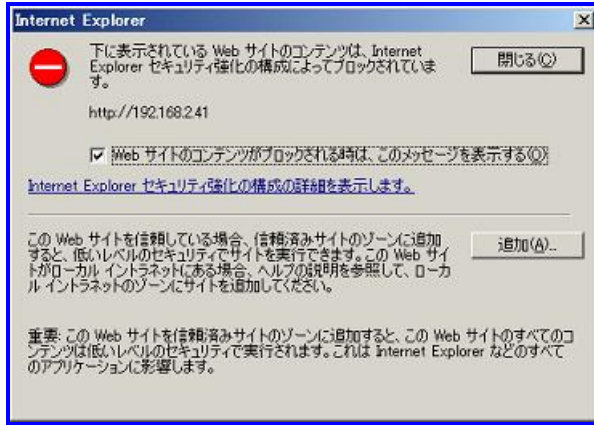 Internet Explorer
下に表示されている Web サイトのコンテンツは、Internet
Explorer セキュリティ強化の構成によってブロックされていま
す。
閉じる(C)
http://192.168.2.41
Web サイトのコンテンツがブロックされる時は、このメッセージを表示する(O)
Internet Explorer セキュリティ強化の構成の詳細を表示します。
この Web サイトを信頼している場合、信頼済みサイトのゾーンに追加
すると、低いレベルのセキュリティでサイトを実行できます。この Web サイ
トがローカル イントラネットにある場合、ヘルプの説明を参照して、ローカ
ル イントラネットのゾーンにサイトを追加してください。
追加(A)...
重要: この Web サイトを信頼済みサイトのゾーンに追加すると、この Web サイトのすべてのコ
ンテンツは低いレベルのセキュリティで実行されます。これは Internet Explorer などのすべて
のアプリケーションに影響します。